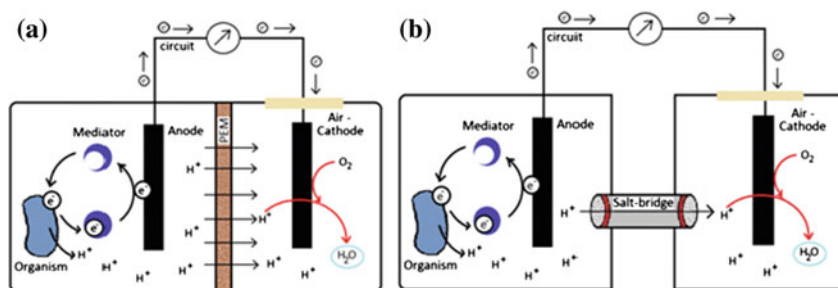 (a)
e⁻
circuit
e⁻
e⁻
e⁻
Mediator
Anode
PEM
Air -
Cathode
O₂
H⁺
H⁺
H⁺
H⁺
H⁺
H⁺
H⁺
e⁻
e⁻
e⁻
H⁺
Organism
H⁺
H⁺
H⁺
H⁺
H⁺
H₂O
(b)
e⁻
circuit
e⁻
e⁻
e⁻
Mediator
Anode
Air -
Cathode
O₂
e⁻
e⁻
e⁻
H⁺
Salt-bridge
H⁺
H⁺
Organism
H⁺
H⁺
H⁺
H⁺
H⁺
H₂O